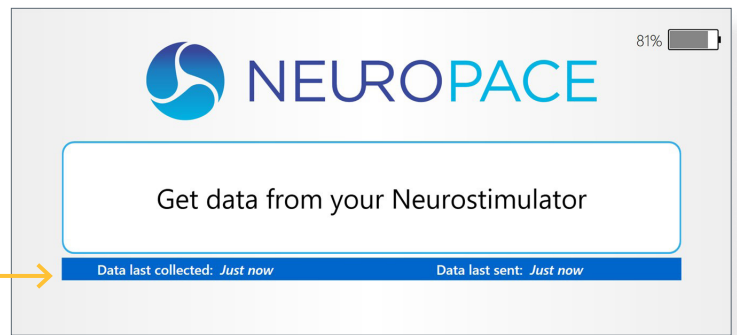 81%
NEUROPACE
Get data from your Neurostimulator
Data last collected: Just now Data last sent: Just now